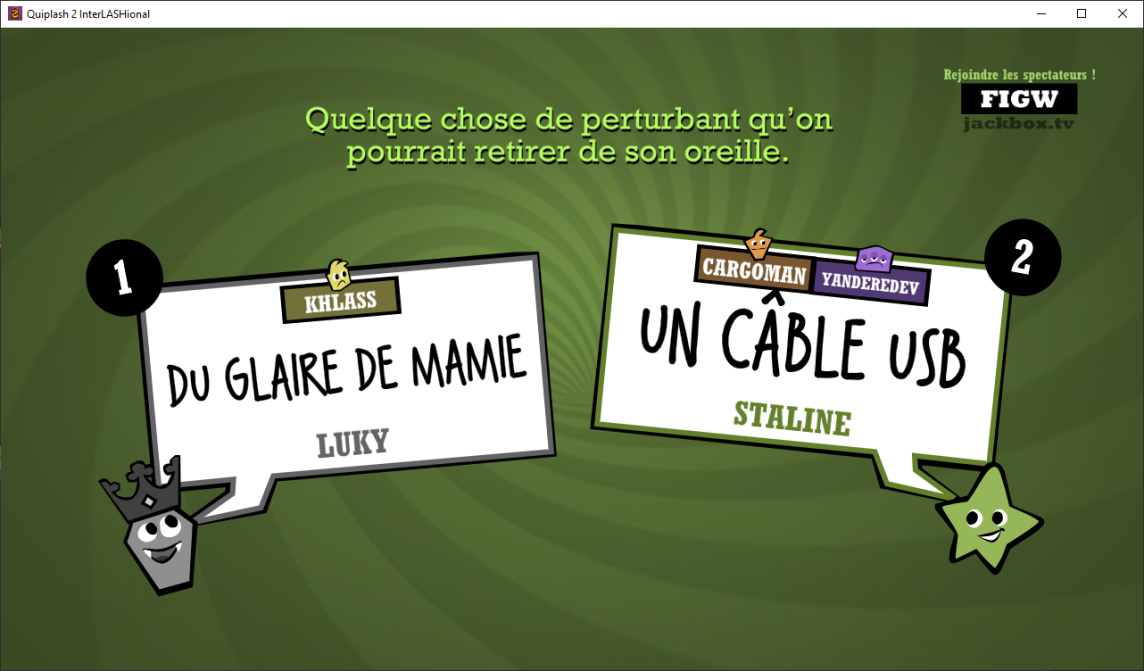 Quiplash 2 InterLASHional
Rejoindre les spectateurs !
FIGW
jackbox.tv
Quelque chose de perturbant qu'on
pourrait retirer de son oreille.
1
KHLASS
DU GLAIRE DE MAMIE
LUKY
2
CARGOMAN
YANDEREDEV
UN CÂBLE USB
STALINE